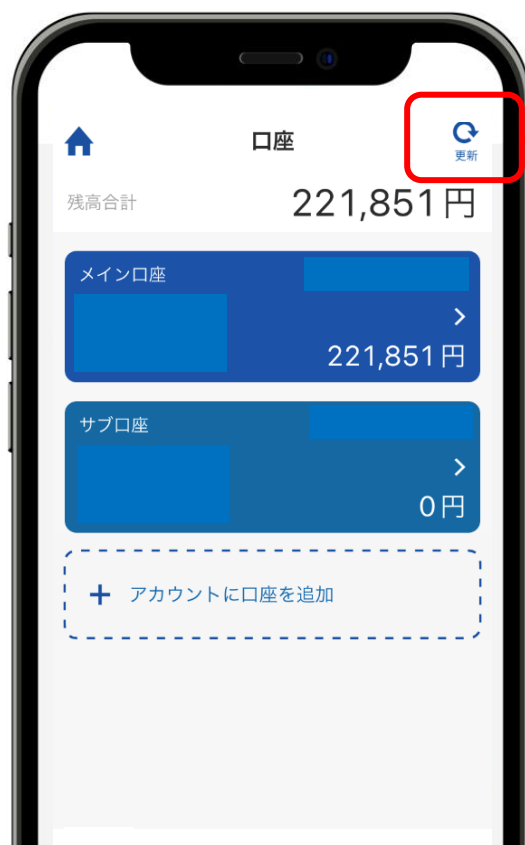 口座
更新
残高合計
221,851円
メイン口座
221,851円
サブ口座
0円
アカウントに口座を追加